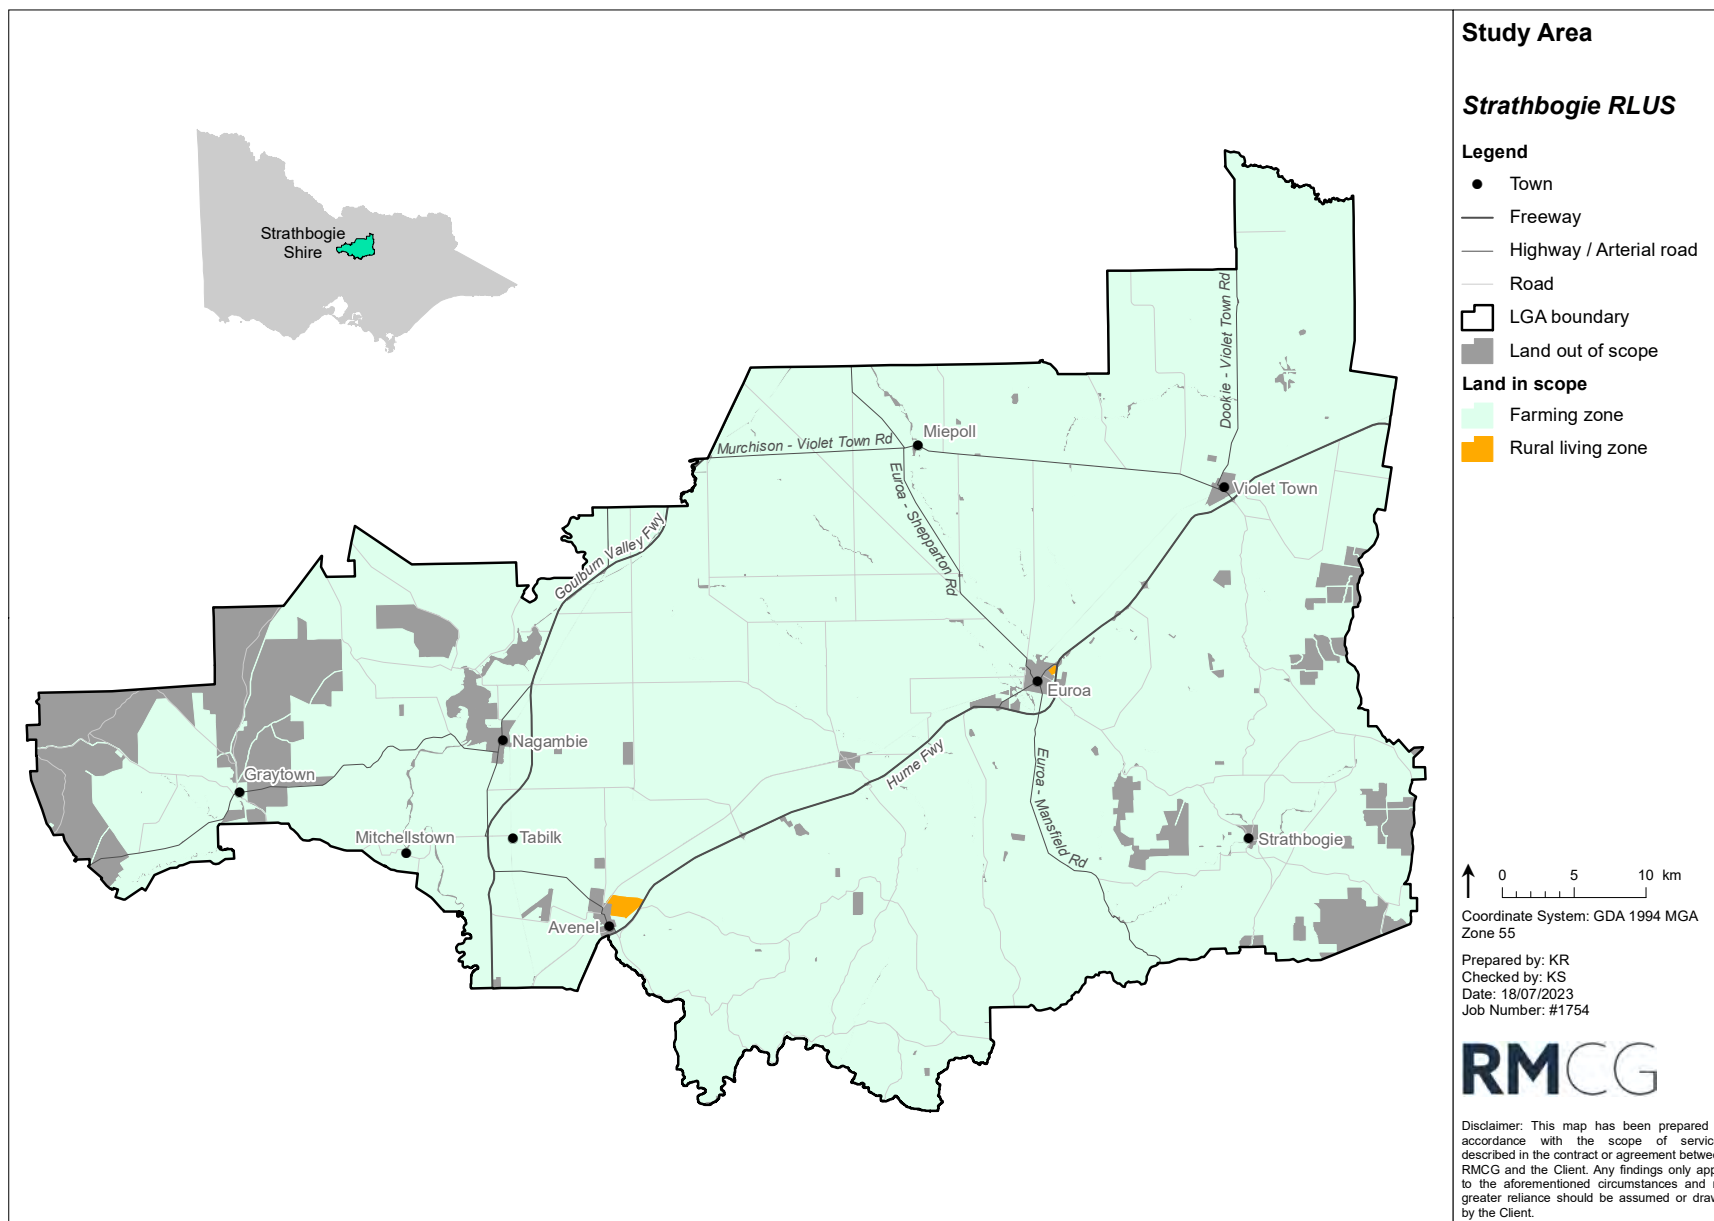 Study Area
Strathbogie RLUS
Legend
Town
Freeway
Highway / Arterial road
Road
LGA boundary
Land out of scope
Land in scope
Farming zone
Rural living zone
0 5 10 km
Coordinate System: GDA 1994 MGA
Zone 55
Prepared by: KR
Checked by: KS
Date: 18/07/2023
Job Number: #1754
RMCG
Disclaimer: This map has been prepared
accordance with the scope of
described in the contract or agreement
RMCG and the Client. Any findings only
to the aforementioned circumstances and
greater reliance should be assumed or
by the Client.
Strathbogie
Shire
Dookie - Violet Town Rd
Miepoll
Murchison - Violet Town Rd
Euroa - Shepparton Rd
Violet Town
Goulburn Valley Fwy
Euroa
Nagambie
Hume Fwy
Euroa - Mansfield Rd
Graytown
Mitchellstown
Tabilk
Strathbogie
Avenel